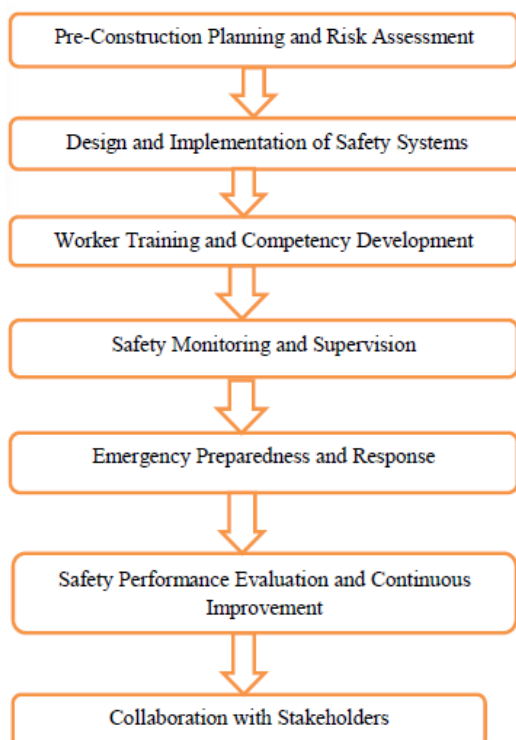 Pre-Construction Planning and Risk Assessment
Design and Implementation of Safety Systems
Worker Training and Competency Development
Safety Monitoring and Supervision
Emergency Preparedness and Response
Safety Performance Evaluation and Continuous
Improvement
Collaboration with Stakeholders